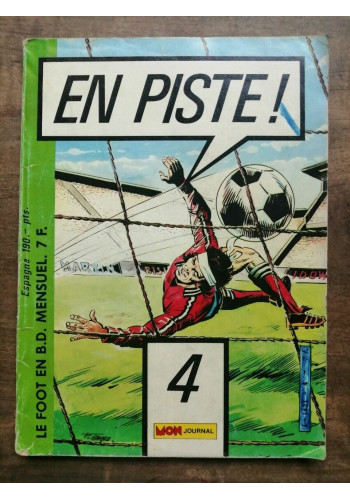 EN PISTE!
LE FOOT EN B.D. MENSUEL. 7 F.
Espagne 190 - pts.
4
MON JOURNAL